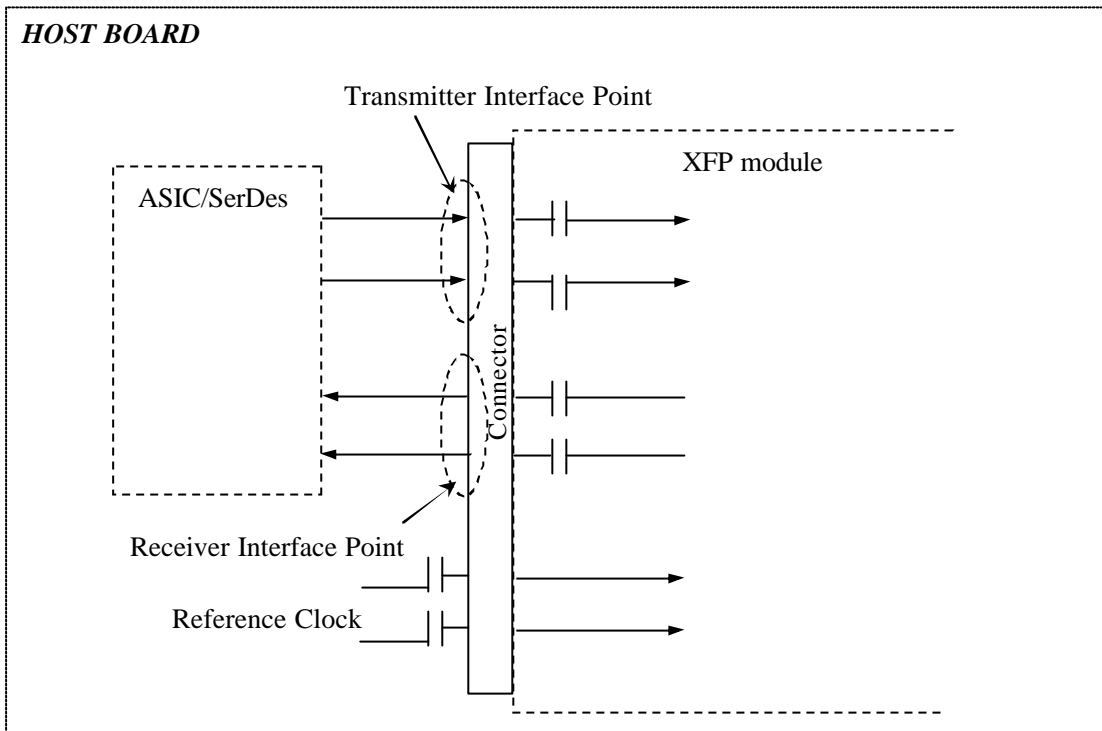 HOST BOARD
Transmitter Interface Point
XFP module
ASIC/SerDes
Connector
Receiver Interface Point
Reference Clock